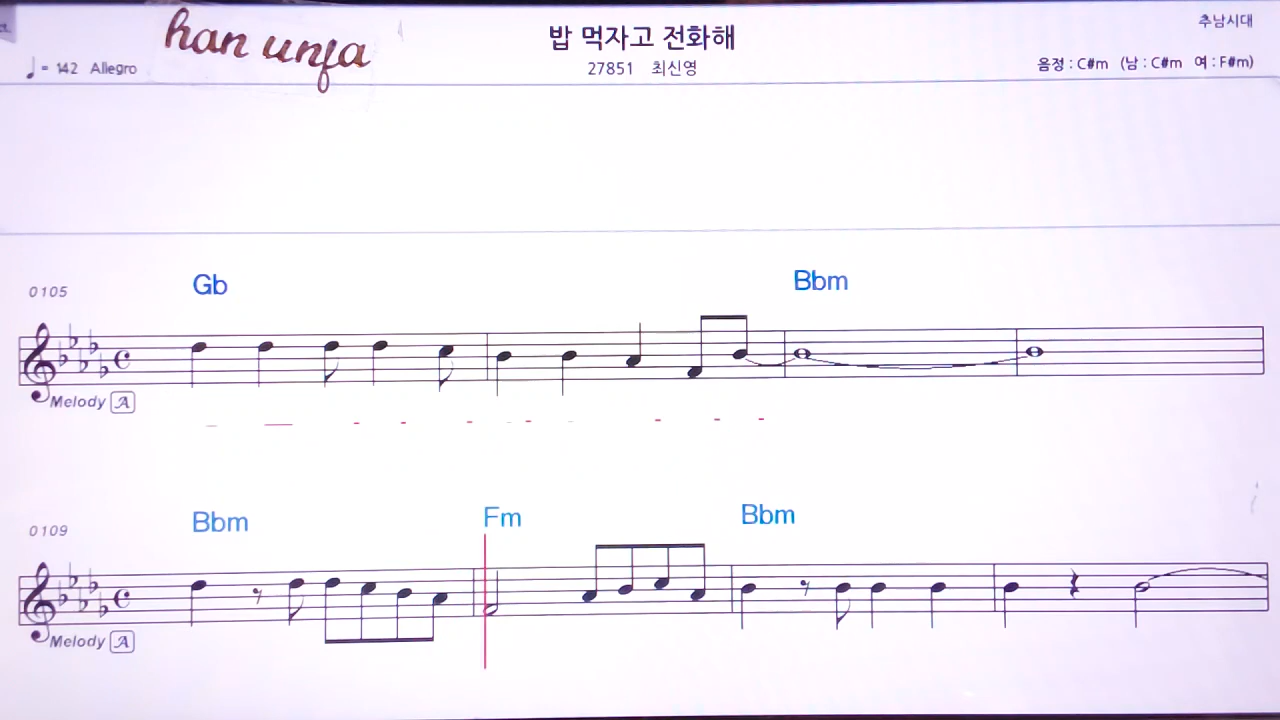 han unfa
밥 먹자고 전화해
추남시대
♩ = 142 Allegro
27851 최신영
음정 : C#m (남 : C#m 여 : F#m)
Gb Bbm
0105
Melody A
Bbm Fm Bbm
0109
Melody A